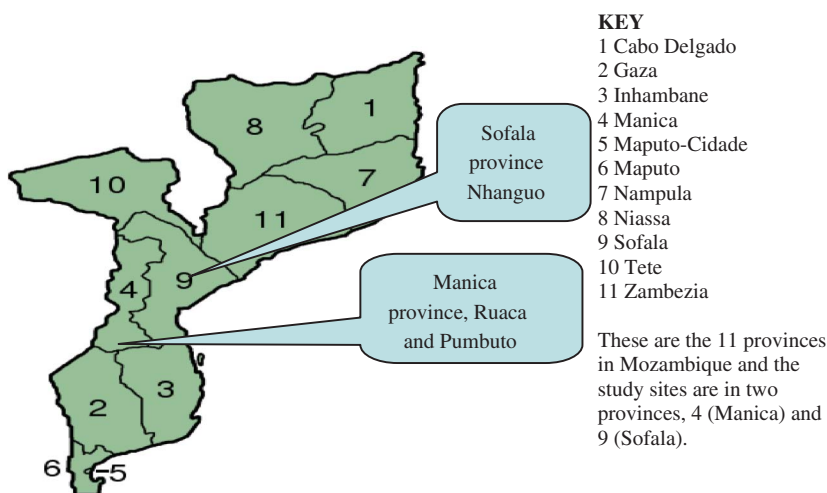 1
8
7
10
11
9
4
3
2
6
5
Sofala
province
Nhanguo
Manica
province, Ruaca
and Pumbuto
KEY
1 Cabo Delgado
2 Gaza
3 Inhambane
4 Manica
5 Maputo-Cidade
6 Maputo
7 Nampula
8 Niassa
9 Sofala
10 Tete
11 Zambezia
These are the 11 provinces
in Mozambique and the
study sites are in two
provinces, 4 (Manica) and
9 (Sofala).